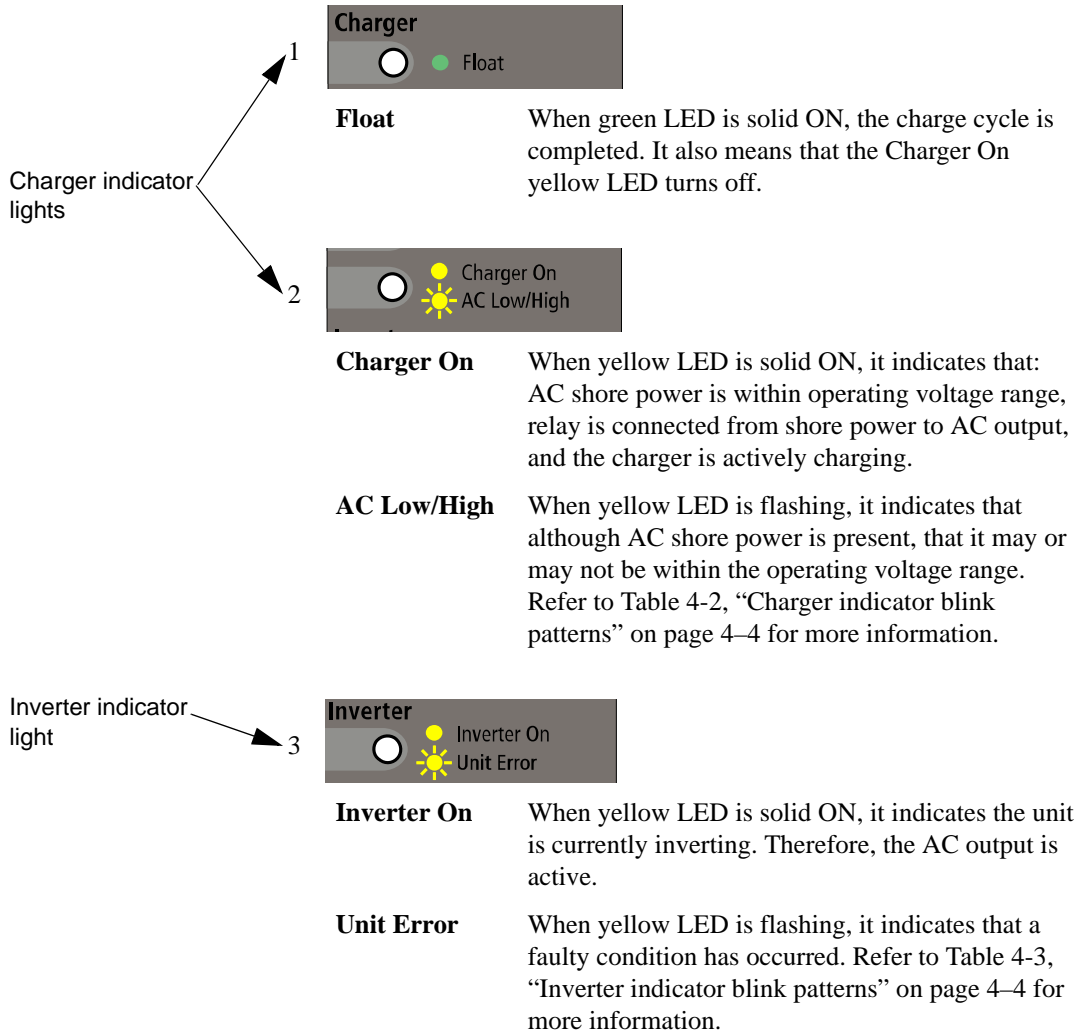 Charger
1
Float
Float When green LED is solid ON, the charge cycle is
completed. It also means that the Charger On
yellow LED turns off.
Charger indicator
lights
2
Charger On
AC Low/High
Charger On When yellow LED is solid ON, it indicates that:
AC shore power is within operating voltage range,
relay is connected from shore power to AC output,
and the charger is actively charging.
AC Low/High When yellow LED is flashing, it indicates that
although AC shore power is present, that it may or
may not be within the operating voltage range.
Refer to Table 4-2, “Charger indicator blink
patterns” on page 4–4 for more information.
Inverter indicator
light
3
Inverter
Inverter On
Unit Error
Inverter On When yellow LED is solid ON, it indicates the unit
is currently inverting. Therefore, the AC output is
active.
Unit Error When yellow LED is flashing, it indicates that a
faulty condition has occurred. Refer to Table 4-3,
“Inverter indicator blink patterns” on page 4–4 for
more information.